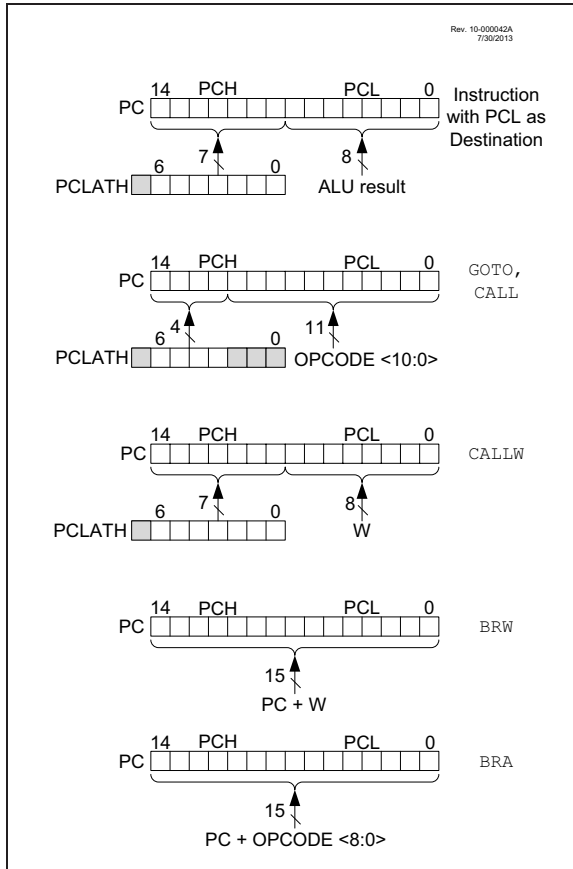 Rev. 10-000042A
7/30/2013
14 PCH PCL 0
PC
Instruction
with PCL as
Destination
6 7 0 8
PCLATH ALU result
14 PCH PCL 0
PC
GOTO,
CALL
6 4 0 11
PCLATH OPCODE <10:0>
14 PCH PCL 0
PC CALLW
6 7 0 8
PCLATH W
14 PCH PCL 0
PC BRW
15
PC + W
14 PCH PCL 0
PC BRA
15
PC + OPCODE <8:0>